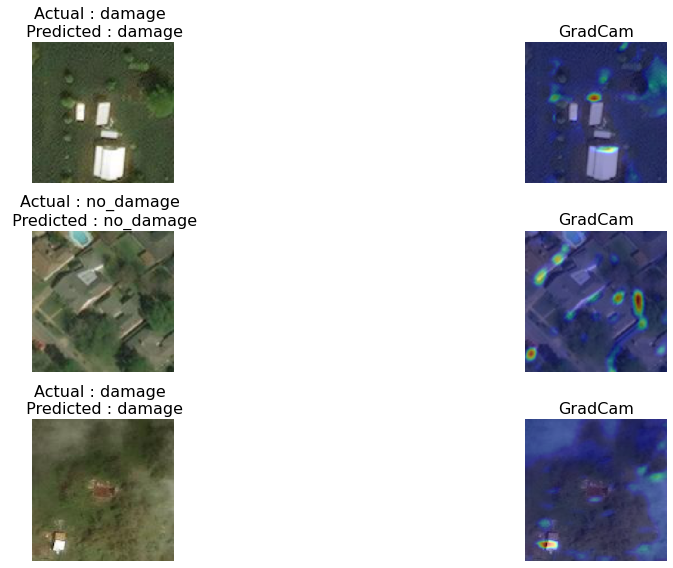 Actual : damage
Predicted : damage
GradCam
Actual : no_damage
Predicted : no_damage
GradCam
Actual : damage
Predicted : damage
GradCam